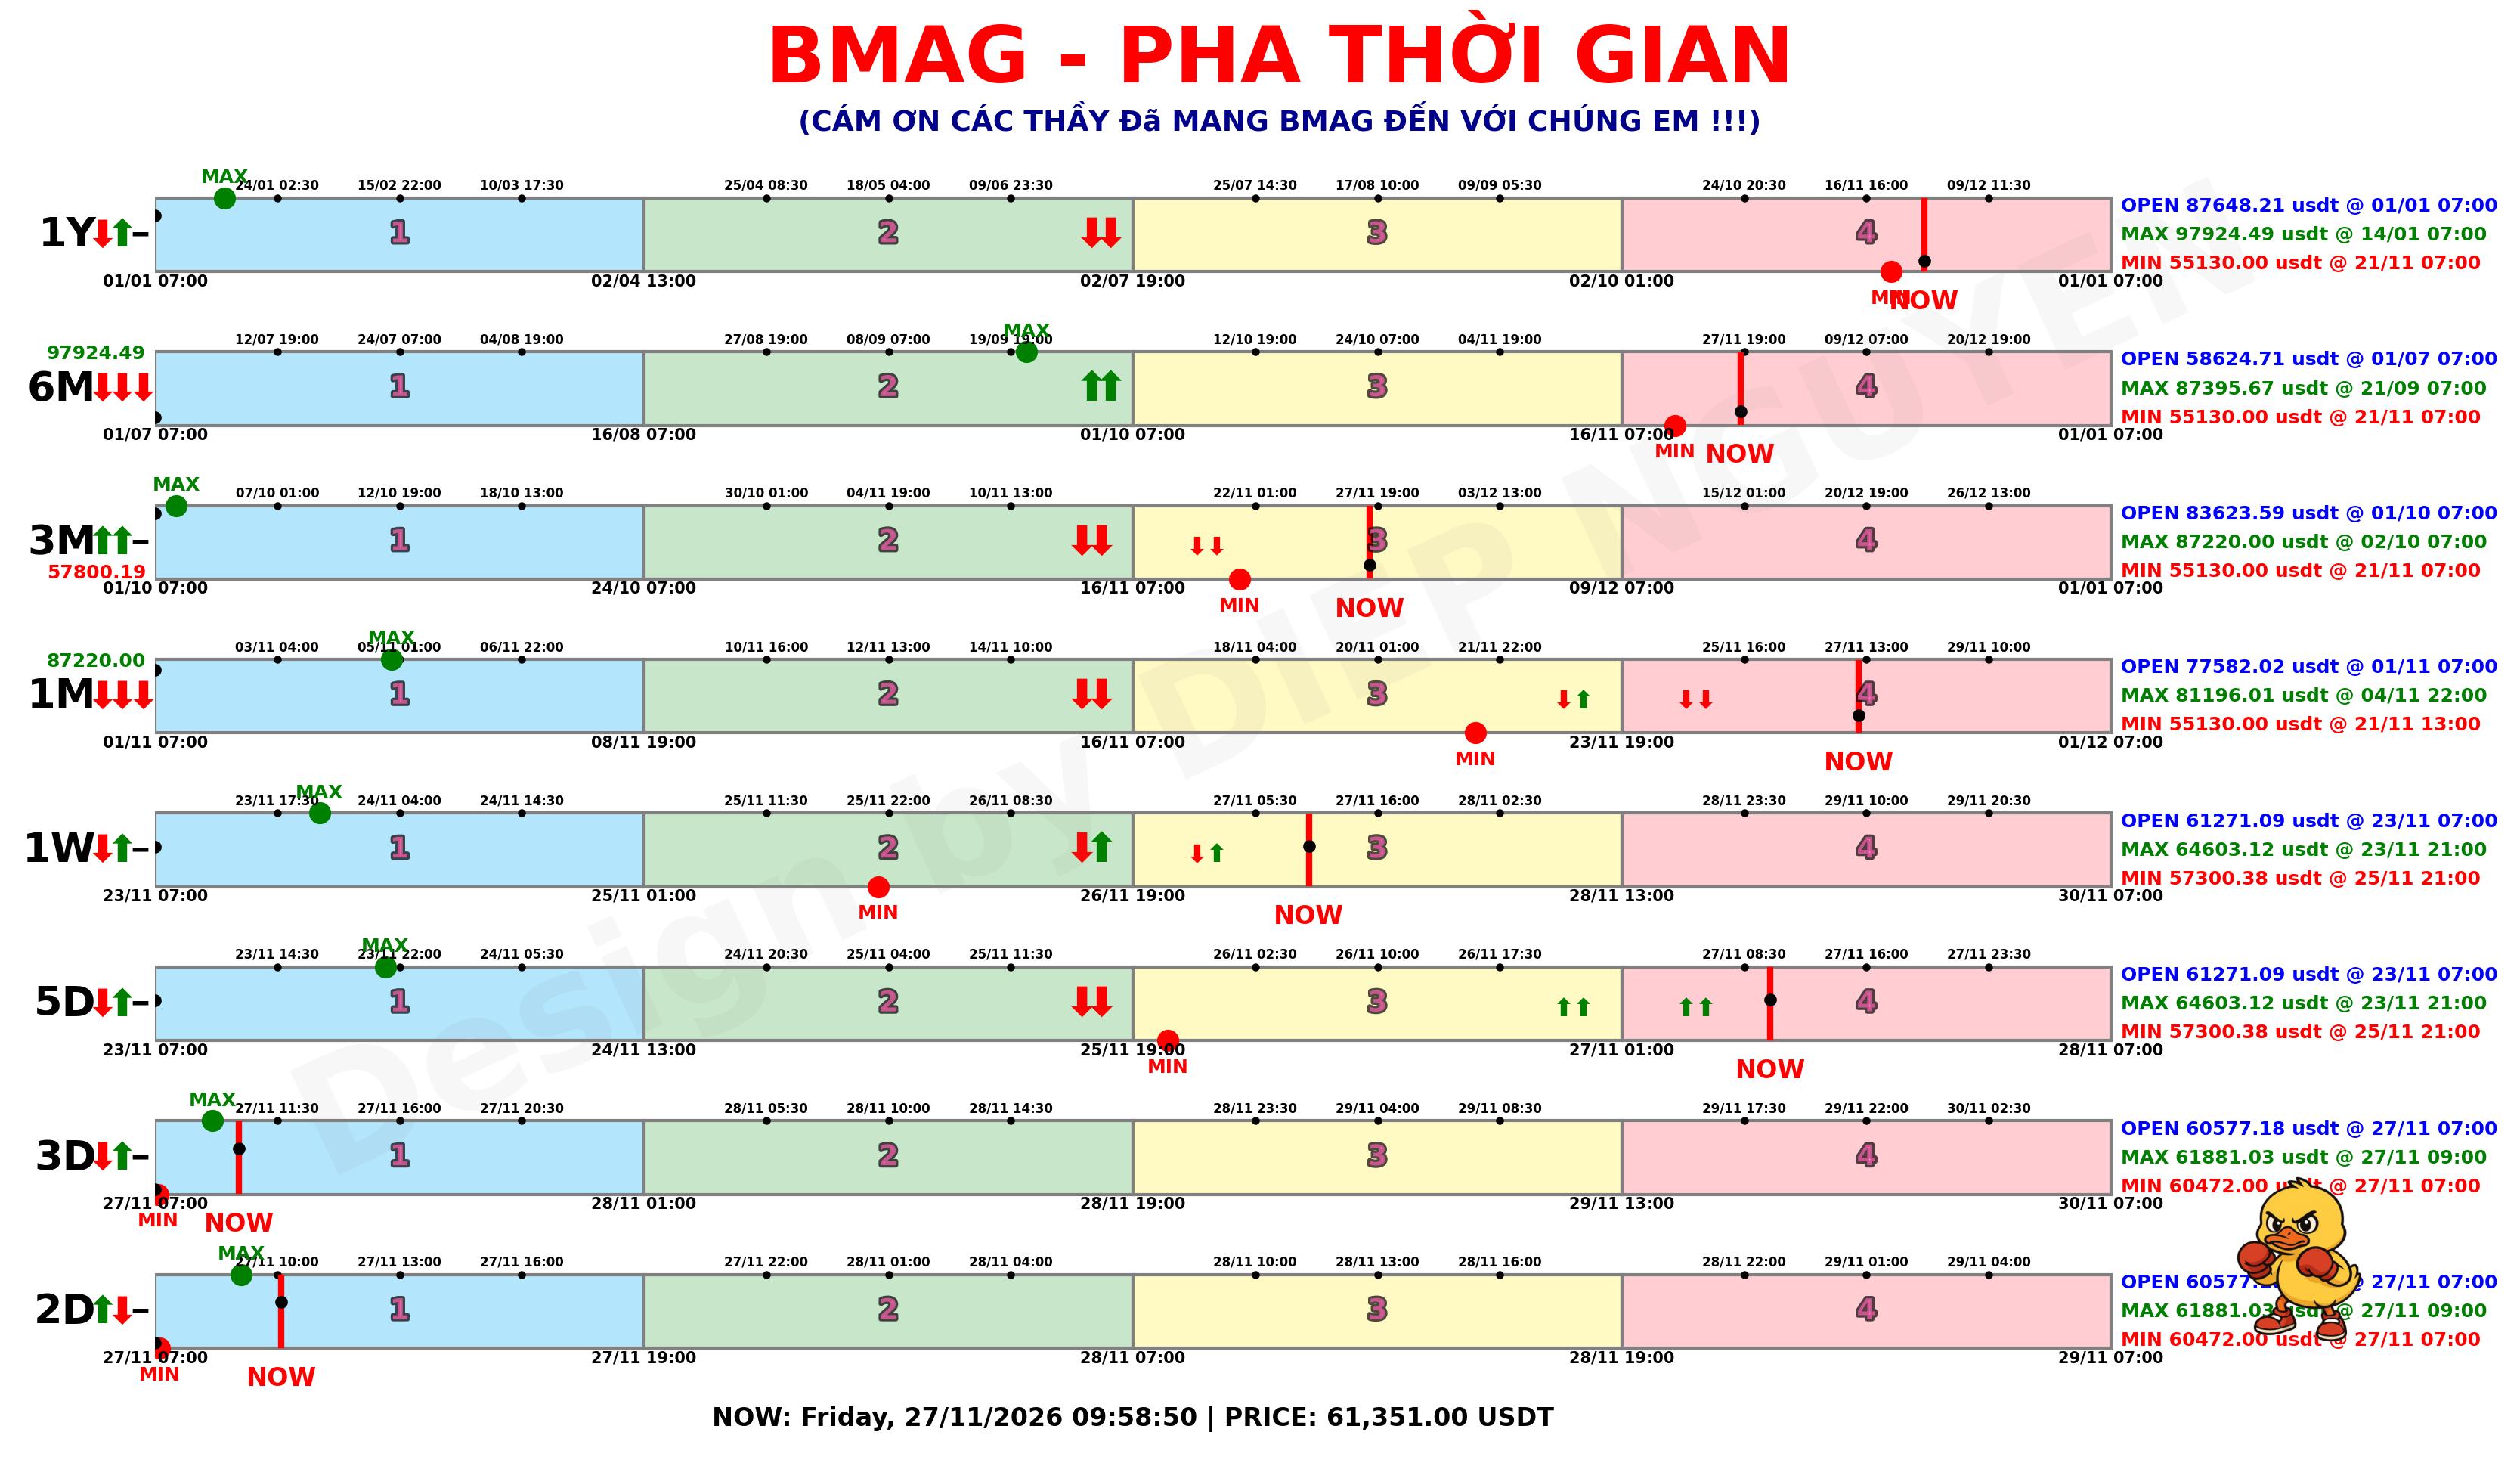 BMAG - PHA THỜI GIAN
(CÁM ƠN CÁC THẦY Đã MANG BMAG ĐẾN VỚI CHÚNG EM !!!)
MAX
24/01 02:30 15/02 22:00 10/03 17:30 25/04 08:30 18/05 04:00 09/06 23:30 25/07 14:30 17/08 10:00 09/09 05:30 24/10 20:30 16/11 16:00 09/12 11:30
OPEN 87648.21 usdt @ 01/01 07:00
1Y⬇⬆– 1 2 ⬇⬇ 3 4 MAX 97924.49 usdt @ 14/01 07:00
MIN 55130.00 usdt @ 21/11 07:00
01/01 07:00 02/04 13:00 02/07 19:00 02/10 01:00 01/01 07:00
MIN NOW
MAX
12/07 19:00 24/07 07:00 04/08 19:00 27/08 19:00 08/09 07:00 19/09 19:00 12/10 19:00 24/10 07:00 04/11 19:00 27/11 19:00 09/12 07:00 20/12 19:00
97924.49 OPEN 58624.71 usdt @ 01/07 07:00
6M⬇⬇⬇ 1 2 ⬆⬆ 3 4 MAX 87395.67 usdt @ 21/09 07:00
MIN 55130.00 usdt @ 21/11 07:00
01/07 07:00 16/08 07:00 01/10 07:00 16/11 07:00 01/01 07:00
MIN NOW
MAX
07/10 01:00 12/10 19:00 18/10 13:00 30/10 01:00 04/11 19:00 10/11 13:00 22/11 01:00 27/11 19:00 03/12 13:00 15/12 01:00 20/12 19:00 26/12 13:00
OPEN 83623.59 usdt @ 01/10 07:00
3M⬆⬆– 1 2 ⬇⬇ ⬇⬇ 3 4 MAX 87220.00 usdt @ 02/10 07:00
57800.19 MIN 55130.00 usdt @ 21/11 07:00
01/10 07:00 24/10 07:00 16/11 07:00 09/12 07:00 01/01 07:00
MIN NOW
MAX
03/11 04:00 05/11 01:00 06/11 22:00 10/11 16:00 12/11 13:00 14/11 10:00 18/11 04:00 20/11 01:00 21/11 22:00 25/11 16:00 27/11 13:00 29/11 10:00
87220.00 OPEN 77582.02 usdt @ 01/11 07:00
1M⬇⬇⬇ 1 2 ⬇⬇ 3 ⬇⬆ ⬇⬇ 4 MAX 81196.01 usdt @ 04/11 22:00
MIN 55130.00 usdt @ 21/11 13:00
01/11 07:00 08/11 19:00 16/11 07:00 23/11 19:00 01/12 07:00
MIN NOW
MAX
23/11 17:30 24/11 04:00 24/11 14:30 25/11 11:30 25/11 22:00 26/11 08:30 27/11 05:30 27/11 16:00 28/11 02:30 28/11 23:30 29/11 10:00 29/11 20:30
OPEN 61271.09 usdt @ 23/11 07:00
1W⬇⬆– 1 2 ⬇⬆ ⬇⬆ 3 4 MAX 64603.12 usdt @ 23/11 21:00
MIN 57300.38 usdt @ 25/11 21:00
23/11 07:00 25/11 01:00 26/11 19:00 28/11 13:00 30/11 07:00
MIN NOW
MAX
23/11 14:30 23/11 22:00 24/11 05:30 24/11 20:30 25/11 04:00 25/11 11:30 26/11 02:30 26/11 10:00 26/11 17:30 27/11 08:30 27/11 16:00 27/11 23:30
OPEN 61271.09 usdt @ 23/11 07:00
5D⬇⬆– 1 2 ⬇⬇ 3 ⬆⬆ ⬆⬆ 4 MAX 64603.12 usdt @ 23/11 21:00
MIN 57300.38 usdt @ 25/11 21:00
23/11 07:00 24/11 13:00 25/11 19:00 27/11 01:00 28/11 07:00
MIN NOW
MAX
27/11 11:30 27/11 16:00 27/11 20:30 28/11 05:30 28/11 10:00 28/11 14:30 28/11 23:30 29/11 04:00 29/11 08:30 29/11 17:30 29/11 22:00 30/11 02:30
OPEN 60577.18 usdt @ 27/11 07:00
3D⬇⬆– 1 2 3 4 MAX 61881.03 usdt @ 27/11 09:00
MIN 60472.00 usdt @ 27/11 07:00
27/11 07:00 28/11 01:00 28/11 19:00 29/11 13:00 30/11 07:00
MIN NOW
MAX
27/11 10:00 27/11 13:00 27/11 16:00 27/11 22:00 28/11 01:00 28/11 04:00 28/11 10:00 28/11 13:00 28/11 16:00 28/11 22:00 29/11 01:00 29/11 04:00
OPEN @ 27/11 07:00
2D⬆⬇– 1 2 3 4 MAX 61881.03 usdt @ 27/11 09:00
MIN 60472.00 usdt @ 27/11 07:00
27/11 07:00 27/11 19:00 28/11 07:00 28/11 19:00 29/11 07:00
MIN NOW
NOW: Friday, 27/11/2026 09:58:50 | PRICE: 61,351.00 USDT
Design by DIEP NGUYEN